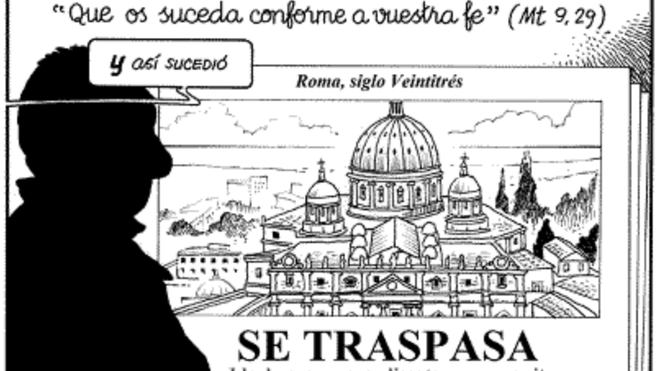 “Que os suceda conforme a vuestra fe” (Mt 9, 29)
Y ASÍ SUCEDIÓ
Roma, siglo Veintitrés
SE TRASPASA